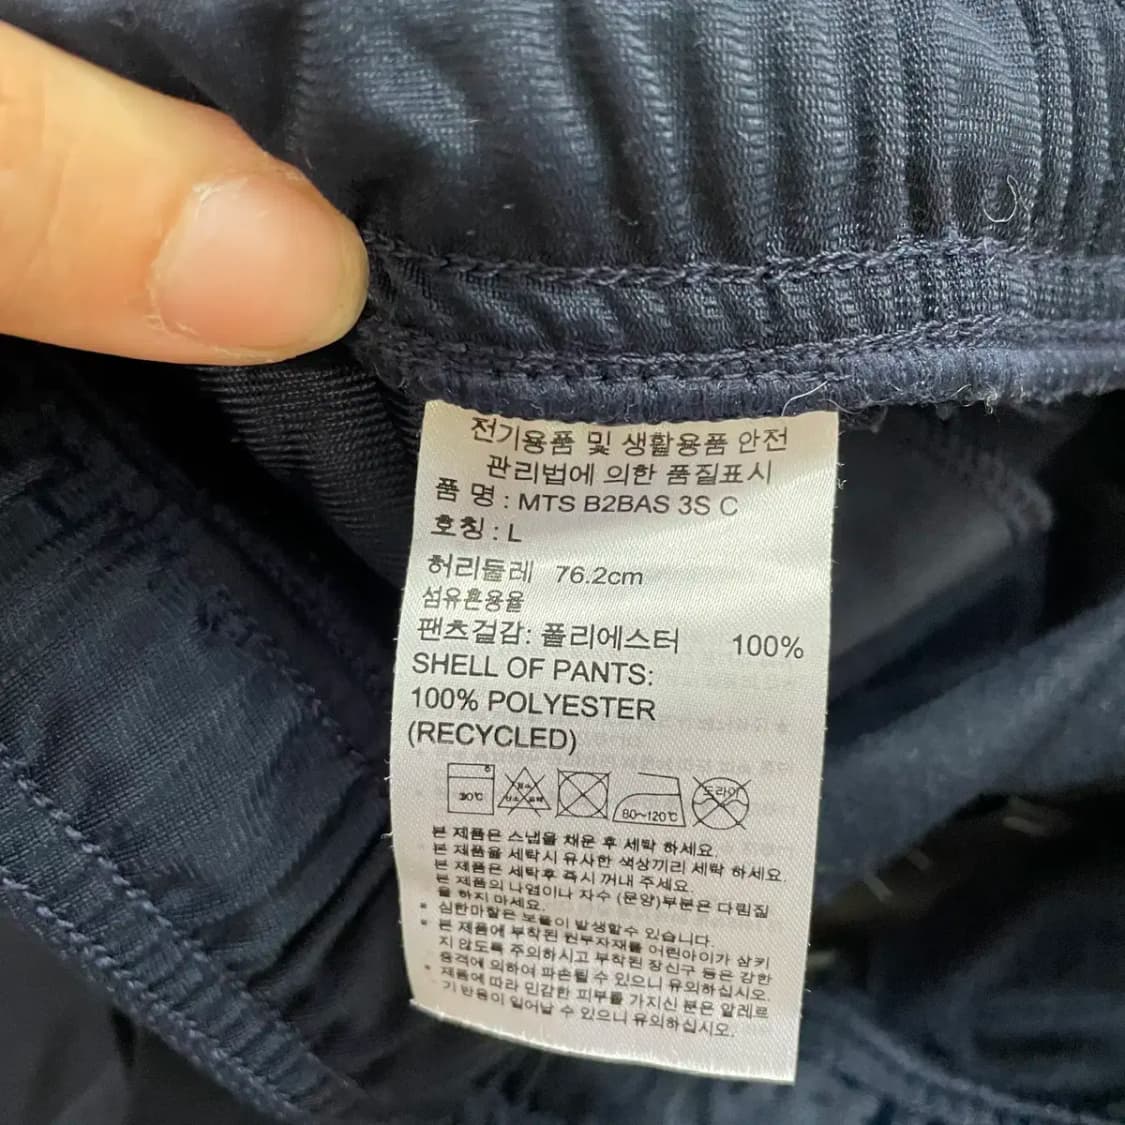 전기용품 및 생활용품 안전
관리법에 의한 품질표시
품 명 : MTS B2BAS 3S C
호칭 : L
허리둘레 76.2cm
섬유혼용율
팬츠겉감: 폴리에스터 100%
SHELL OF PANTS:
100% POLYESTER
(RECYCLED)
30℃ 80~120℃ 드라이
본 제품은 스냅을 채운 후 세탁 하세요.
* 본 제품을 세탁시 유사한 색상끼리 세탁 하세요.
본 제품은 세탁후 즉시 꺼내 주세요.
* 본 제품의 나염이나 자수 (문양)부분은 다림질
을 하지 마세요.
* 심한마찰은 보풀이 발생할수 있습니다.
* 본 제품에 부착된 원부자재를 어린아이가 삼키
지 않도록 주의하시고 부착된 장신구 등은 강한
충격에 의하여 파손될 수 있으니 유의하십시오.
* 제품에 따라 민감한 피부를 가지신 분은 알레르
기 반응이 일어날 수 있으니 유의하십시오.